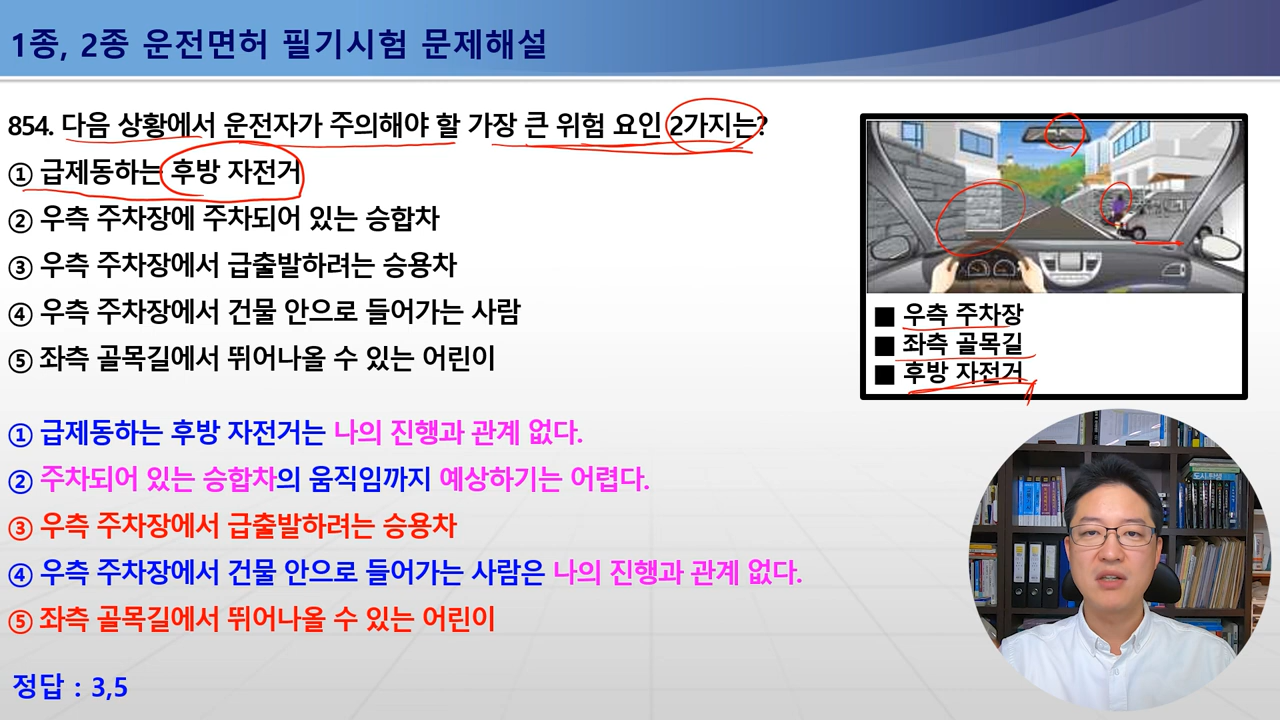 1종, 2종 운전면허 필기시험 문제해설
854. 다음 상황에서 운전자가 주의해야 할 가장 큰 위험 요인 2가지는?
① 급제동하는 후방 자전거
② 우측 주차장에 주차되어 있는 승합차
③ 우측 주차장에서 급출발하려는 승용차
④ 우측 주차장에서 건물 안으로 들어가는 사람
⑤ 좌측 골목길에서 뛰어나올 수 있는 어린이
■ 우측 주차장
■ 좌측 골목길
■ 후방 자전거
① 급제동하는 후방 자전거는 나의 진행과 관계 없다.
② 주차되어 있는 승합차의 움직임까지 예상하기는 어렵다.
③ 우측 주차장에서 급출발하려는 승용차
④ 우측 주차장에서 건물 안으로 들어가는 사람은 나의 진행과 관계 없다.
⑤ 좌측 골목길에서 뛰어나올 수 있는 어린이
정답 : 3,5